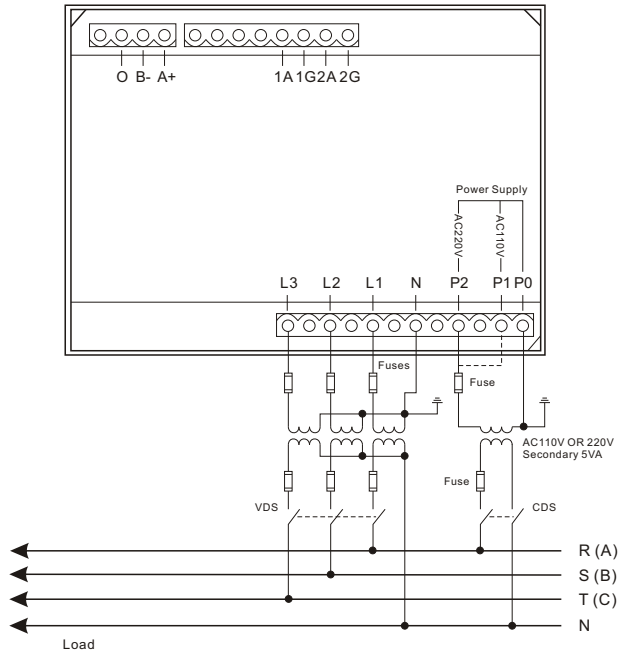 O B- A+
1A 1G 2A 2G
Power Supply
AC220V
AC110V
L3 L2 L1 N P2 P1 P0
Fuses
Fuse
AC110V OR 220V
Secondary 5VA
Fuse
VDS
CDS
R (A)
S (B)
T (C)
N
Load